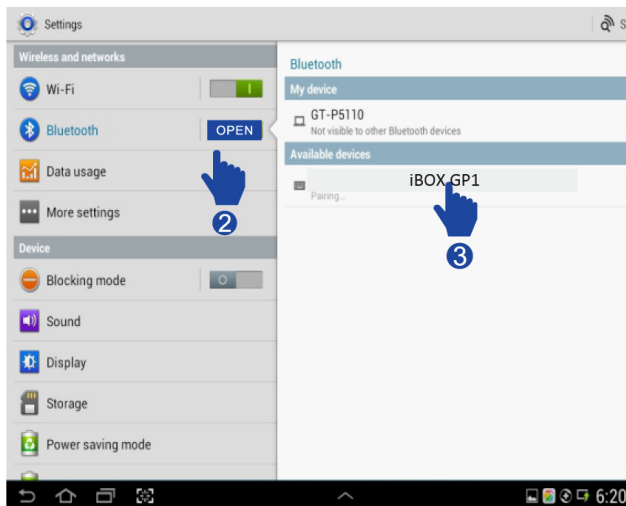 Settings
S
Wireless and networks
Wi-Fi
Bluetooth
OPEN
Data usage
2
More settings
Device
Blocking mode
Sound
Display
Storage
Power saving mode
Bluetooth
My device
GT-P5110
Not visible to other Bluetooth devices
Available devices
iBOX GP1
Pairing...
3
6:20